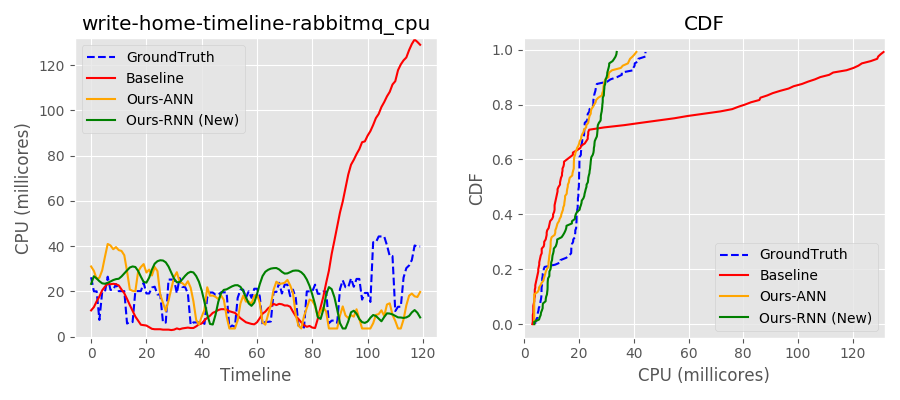 write-home-timeline-rabbitmq_cpu
CPU (millicores)
120
100
80
60
40
20
0
GroundTruth
Baseline
Ours-ANN
Ours-RNN (New)
0 20 40 60 80 100 120
Timeline
CDF
CDF
1.0
0.8
0.6
0.4
0.2
0.0
GroundTruth
Baseline
Ours-ANN
Ours-RNN (New)
0 20 40 60 80 100 120
CPU (millicores)